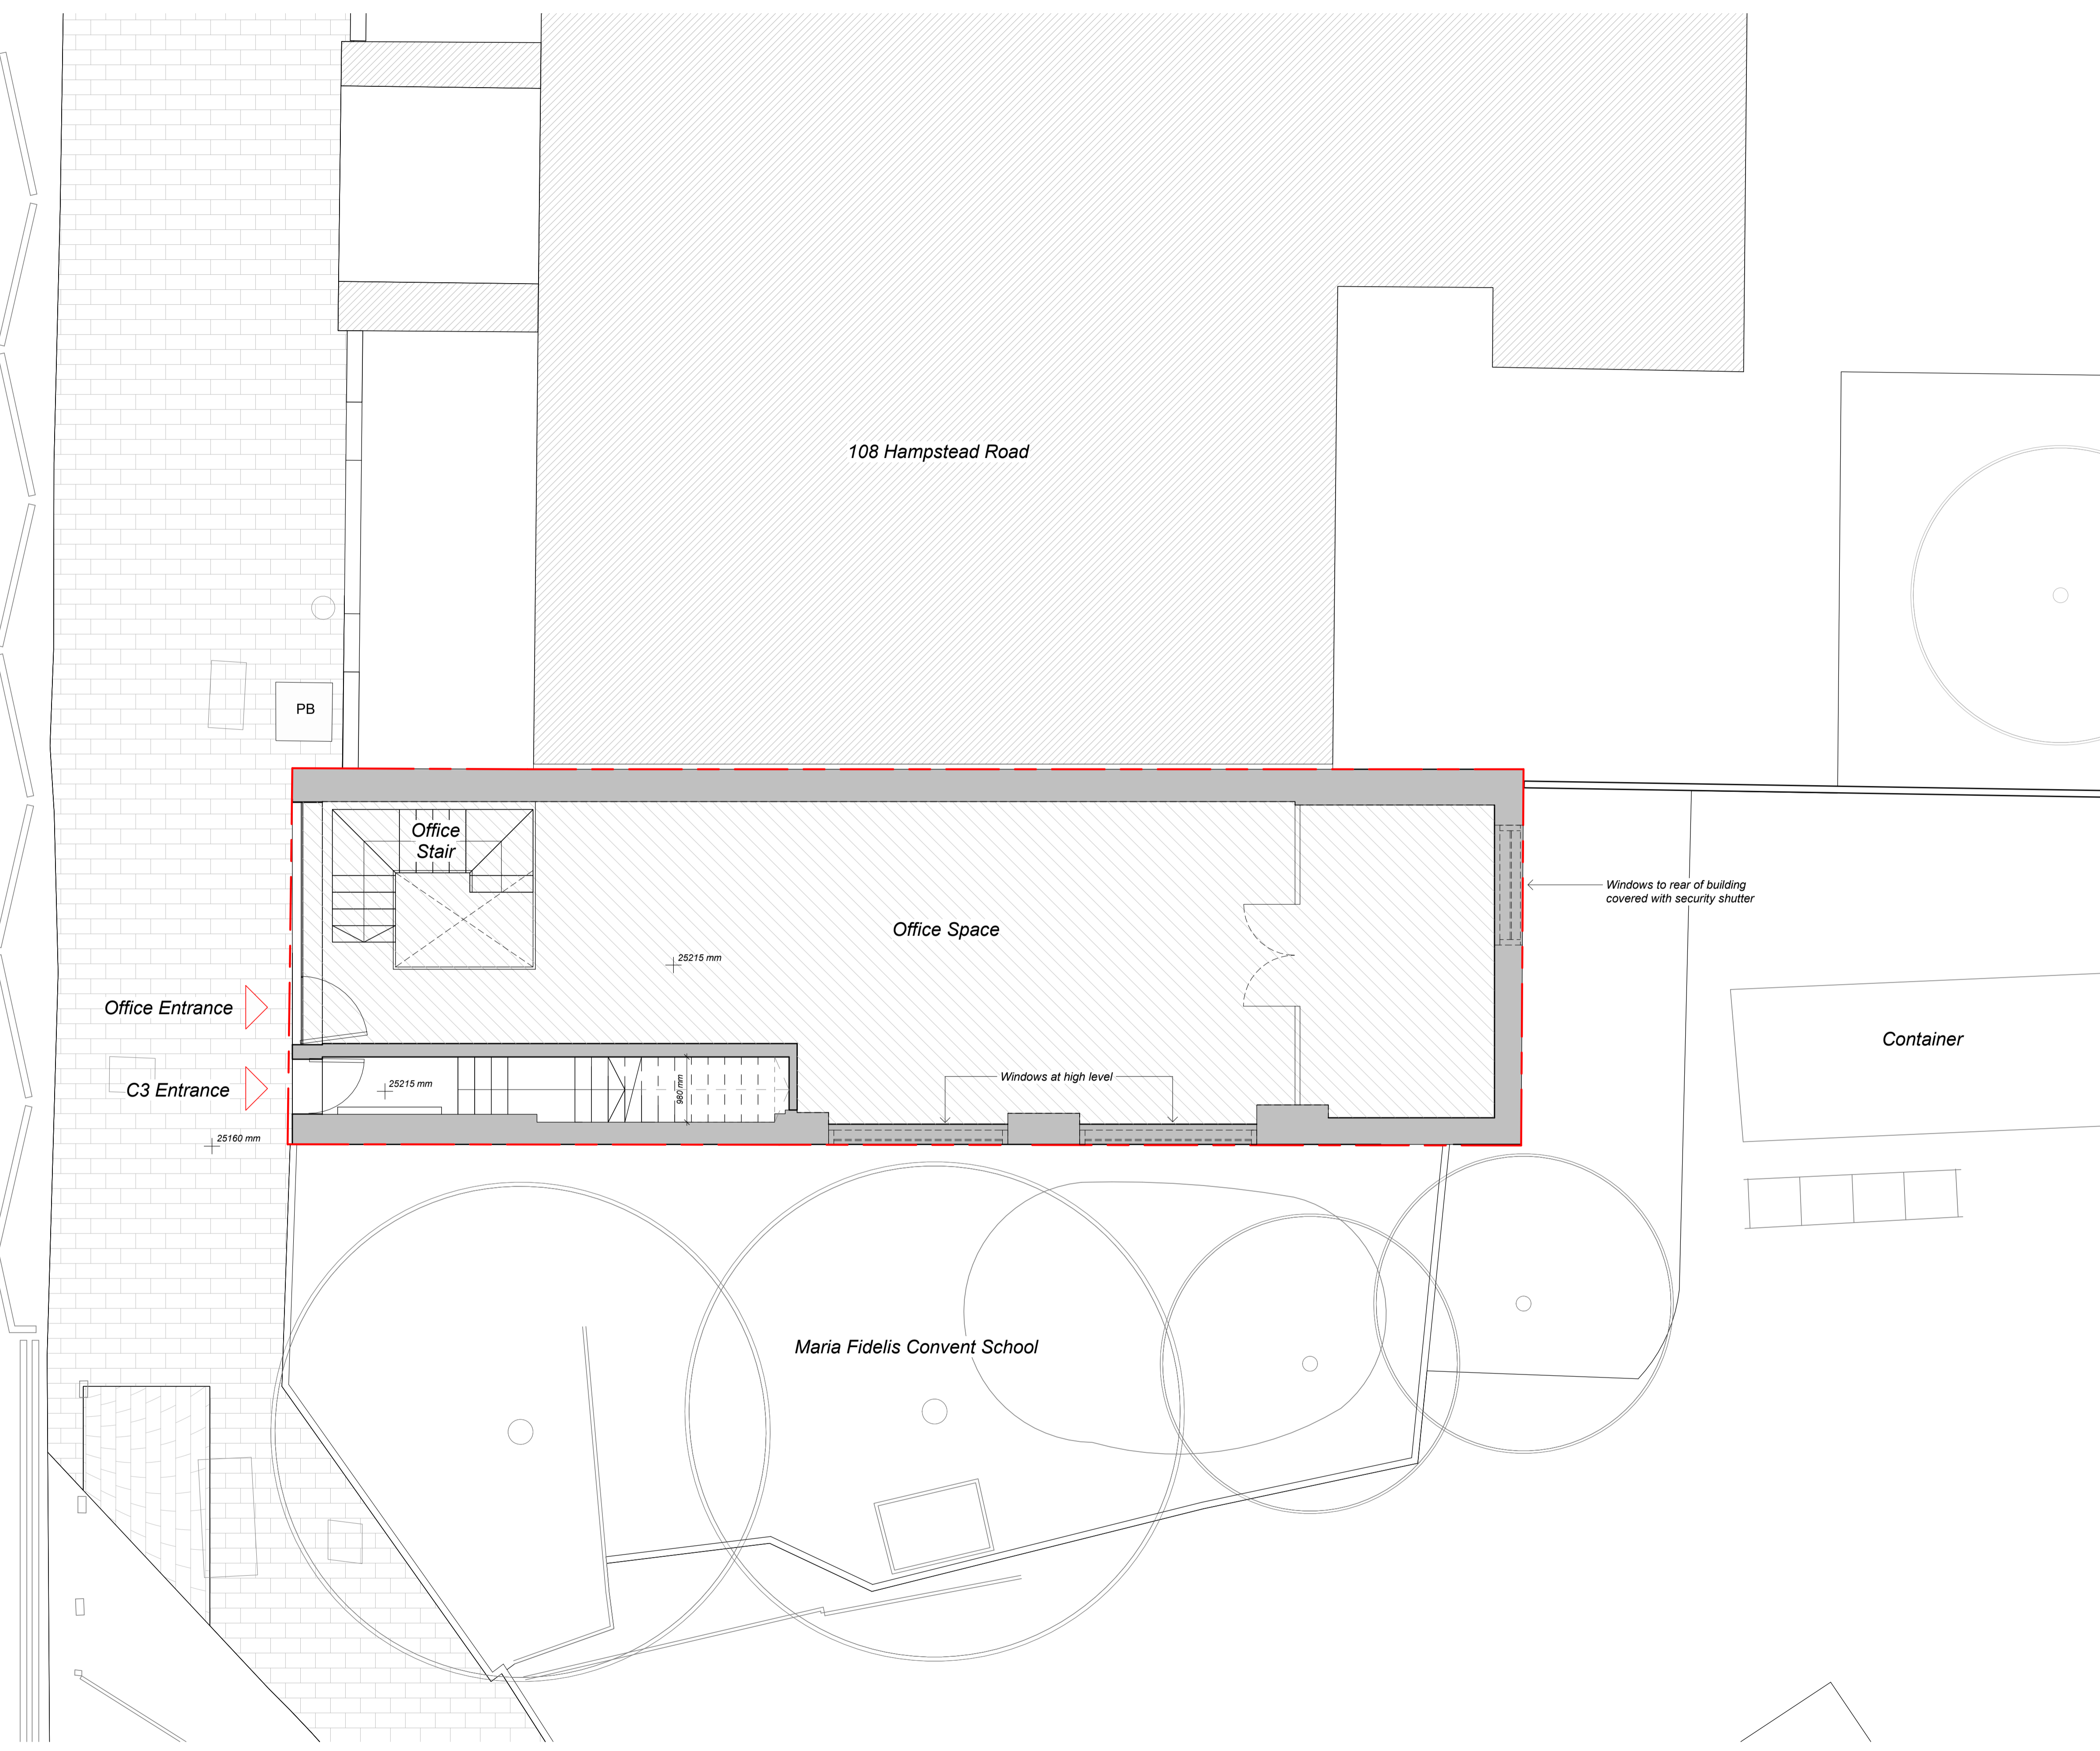 108 Hampstead Road
PB
Office
Stair
Windows to rear of building
covered with security shutter
Office Space
25215 mm
Office Entrance
Container
Windows at high level
25215 mm
980 mm
C3 Entrance
25160 mm
Maria Fidelis Convent School